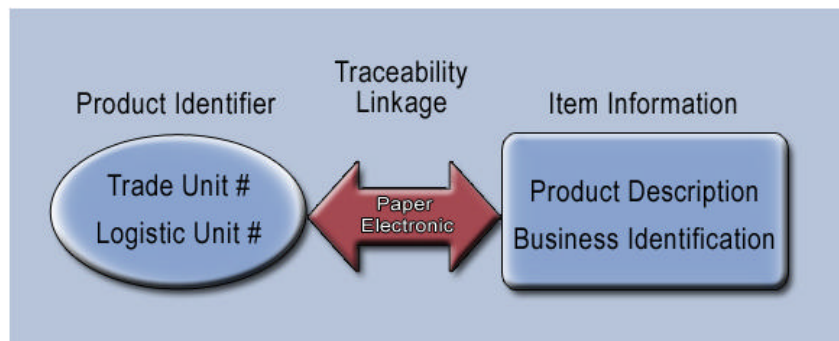 Product Identifier
Trade Unit #
Logistic Unit #
Traceability
Linkage
Paper
Electronic
Item Information
Product Description
Business Identification